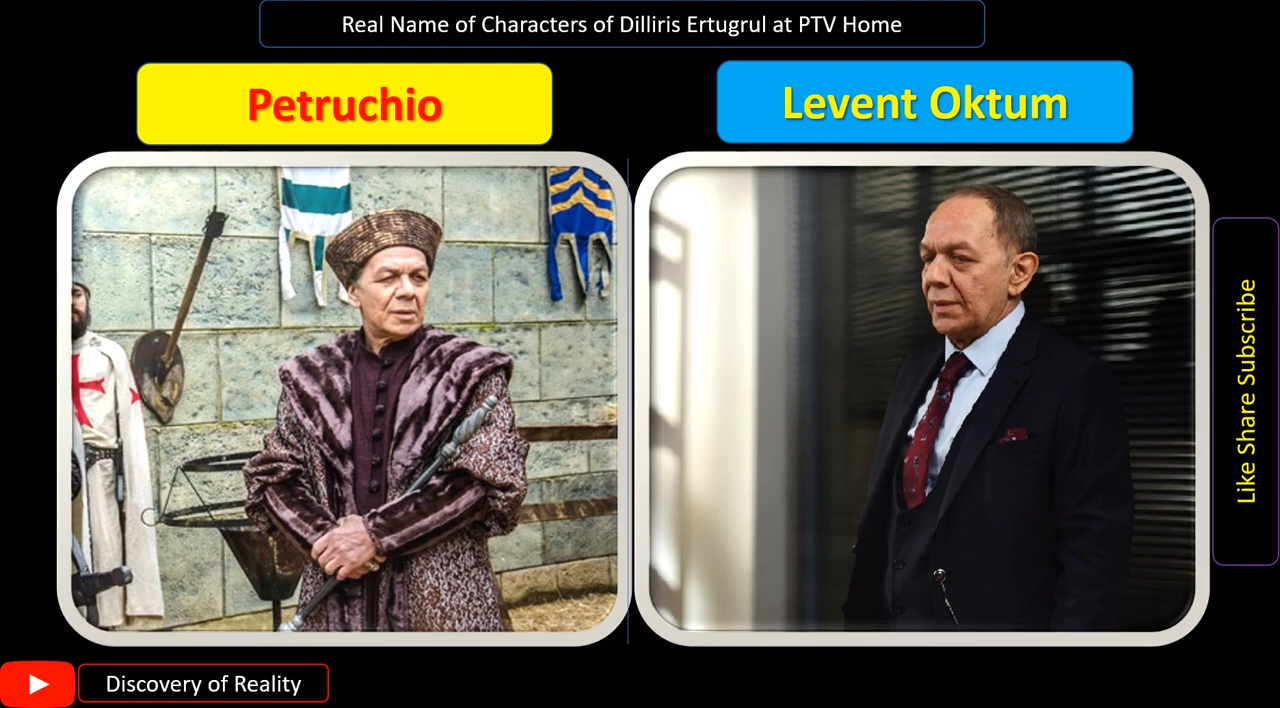 Real Name of Characters of Dilliris Ertugrul at PTV Home
Petruchio
Levent Oktum
Like Share Subscribe
Discovery of Reality